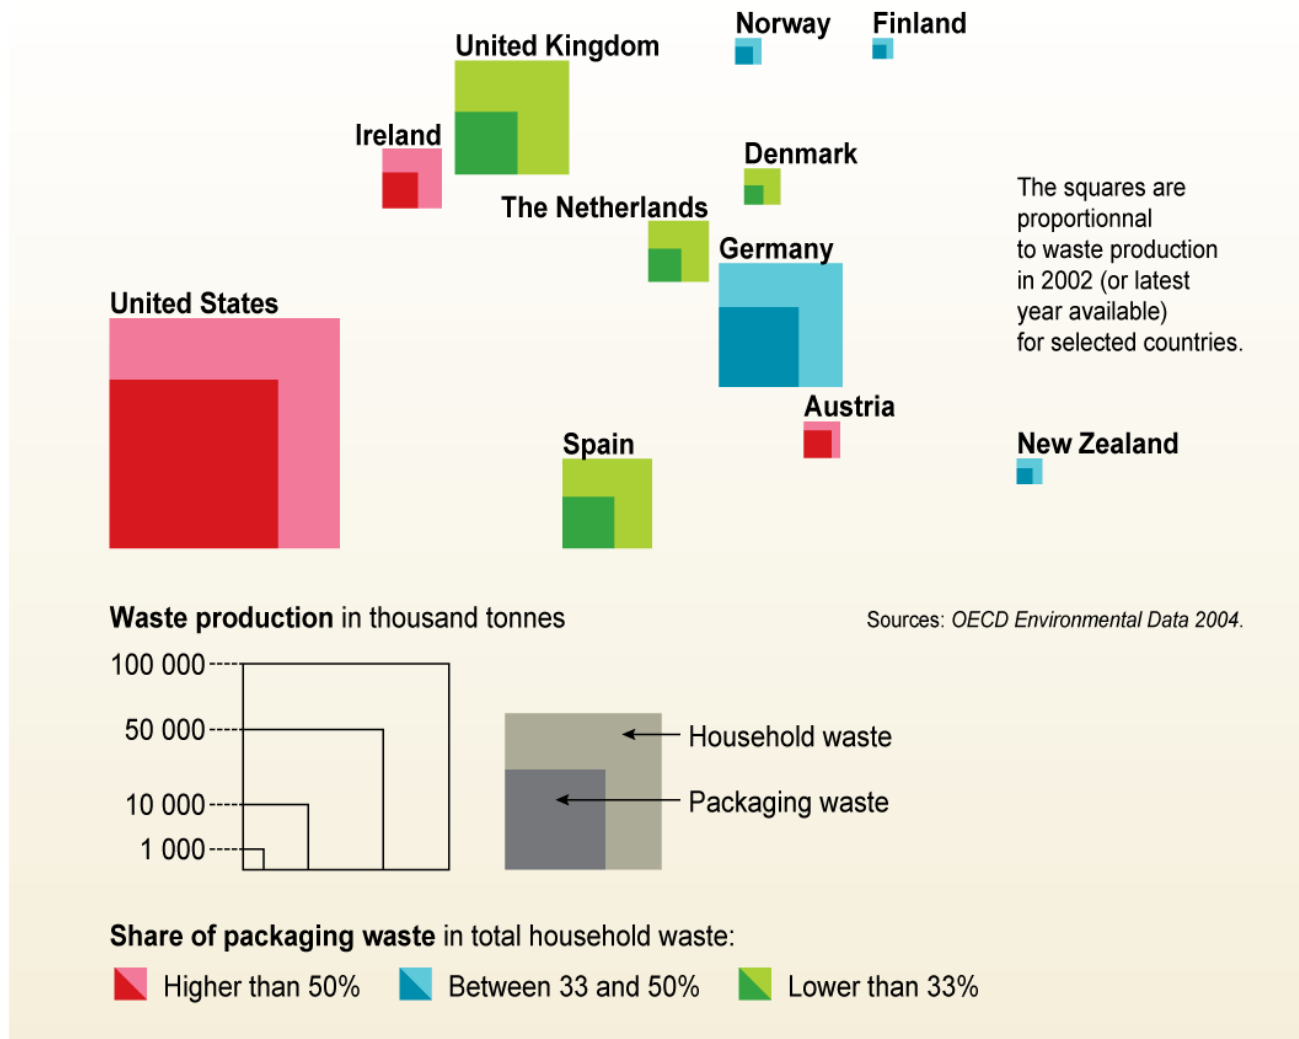 Norway
Finland
United Kingdom
Ireland
Denmark
The Netherlands
Germany
The squares are
proportionnal
to waste production
in 2002 (or latest
year available)
for selected countries.
United States
Austria
Spain
New Zealand
Waste production in thousand tonnes
Sources: OECD Environmental Data 2004.
100 000
50 000
10 000
1 000
Household waste
Packaging waste
Share of packaging waste in total household waste:
Higher than 50%
Between 33 and 50%
Lower than 33%